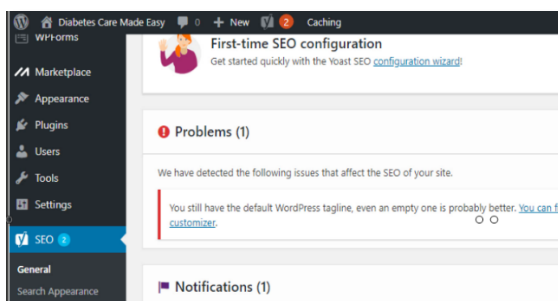 Diabetes Care Made Easy 0 + New 2 Caching
WPForms
Marketplace
Appearance
Plugins
Users
Tools
Settings
SEO 2
General
Search Appearance
First-time SEO configuration
Get started quickly with the Yoast SEO configuration wizard!
Problems (1)
We have detected the following issues that affect the SEO of your site.
You still have the default WordPress tagline, even an empty one is probably better. You can f
customizer.
Notifications (1)